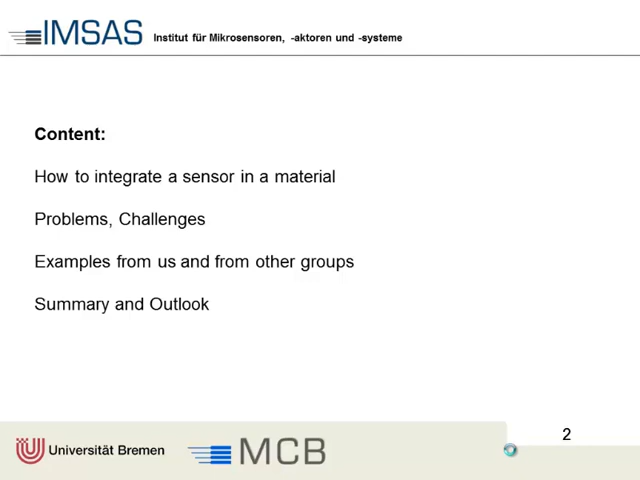 IMSAS Institut für Mikrosensoren, -aktoren und -systeme
Content:
How to integrate a sensor in a material
Problems, Challenges
Examples from us and from other groups
Summary and Outlook
2
Universität Bremen MCB